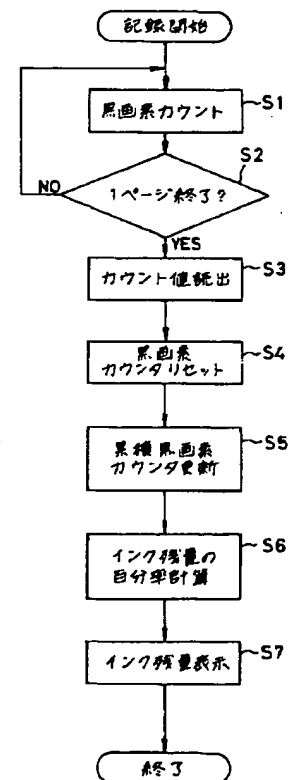 記録開始
黒画素カウント
S1
S2
1ページ終了?
NO
YES
カウント値読出
S3
黒画素
カウンタリセット
S4
累積黒画素
カウンタ更新
S5
インク残量の
百分率計算
S6
インク残量表示
S7
終了